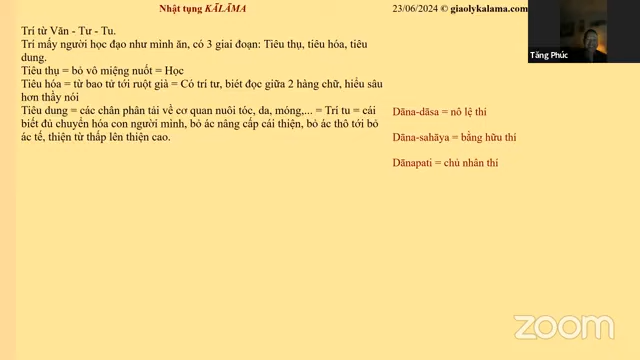 Nhật tụng KĀLĀMA
23/06/2024 © giaolykalama.com
Trí từ Văn - Tư - Tu.
Trí mấy người học đạo như mình ăn, có 3 giai đoạn: Tiêu thụ, tiêu hóa, tiêu
dung.
Tiêu thụ = bỏ vô miệng nuốt = Học
Tiêu hóa = từ bao tử tới ruột già = Có trí tư, biét đọc giữa 2 hàng chữ, hiểu sâu
hơn thầy nói
Tiêu dung = các chân phân tái về cơ quan nuôi tóc, da, móng,... = Trí tu = cái
biết đủ chuyển hóa con người mình, bỏ ác nâng cấp cái thiện, bỏ ác thô tới bỏ
ác tế, thiện từ thấp lên thiện cao.
Dāna-dāsa = nô lệ thí
Dāna-sahāya = bằng hữu thí
Dānapati = chủ nhân thí
Tăng Phúc
zoom